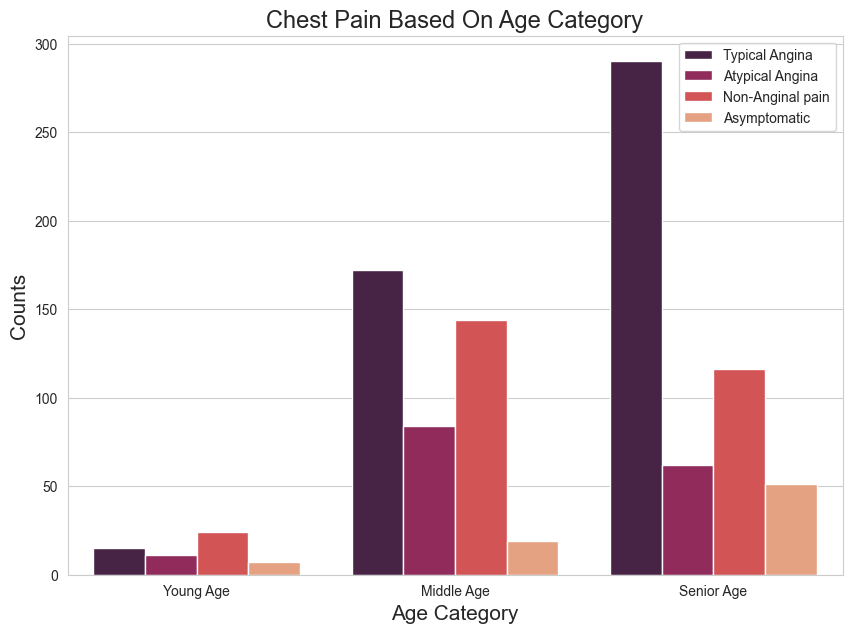 Chest Pain Based On Age Category
Typical Angina
Atypical Angina
Non-Anginal pain
Asymptomatic
300
250
200
150
100
50
0
Counts
Young Age
Middle Age
Senior Age
Age Category